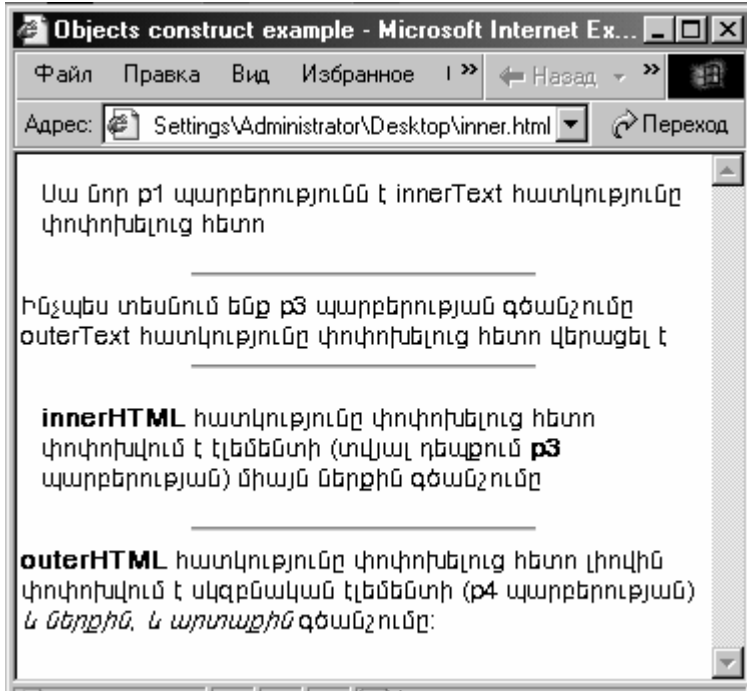 Objects construct example - Microsoft Internet Ex...
Файл Правка Вид Избранное » Назад »
Адрес: Settings\Administrator\Desktop\inner.html Переход
Սա նոր p1 պարբերությունն է innerText հատկությունը
փոփոխելուց հետո
Ինչպես տեսնում ենք p3 պարբերության գծանշումը
outerText հատկությունը փոփոխելուց հետո վերացել է
innerHTML հատկությունը փոփոխելուց հետո
փոփոխվում է էլեմենտի (տվյալ դեպքում p3
պարբերության) միայն ներքին գծանշումը
outerHTML հատկությունը փոփոխելուց հետո լիովին
փոփոխվում է սկզբնական էլեմենտի (p4 պարբերության)
և ներքին, և արտաքին գծանշումը: